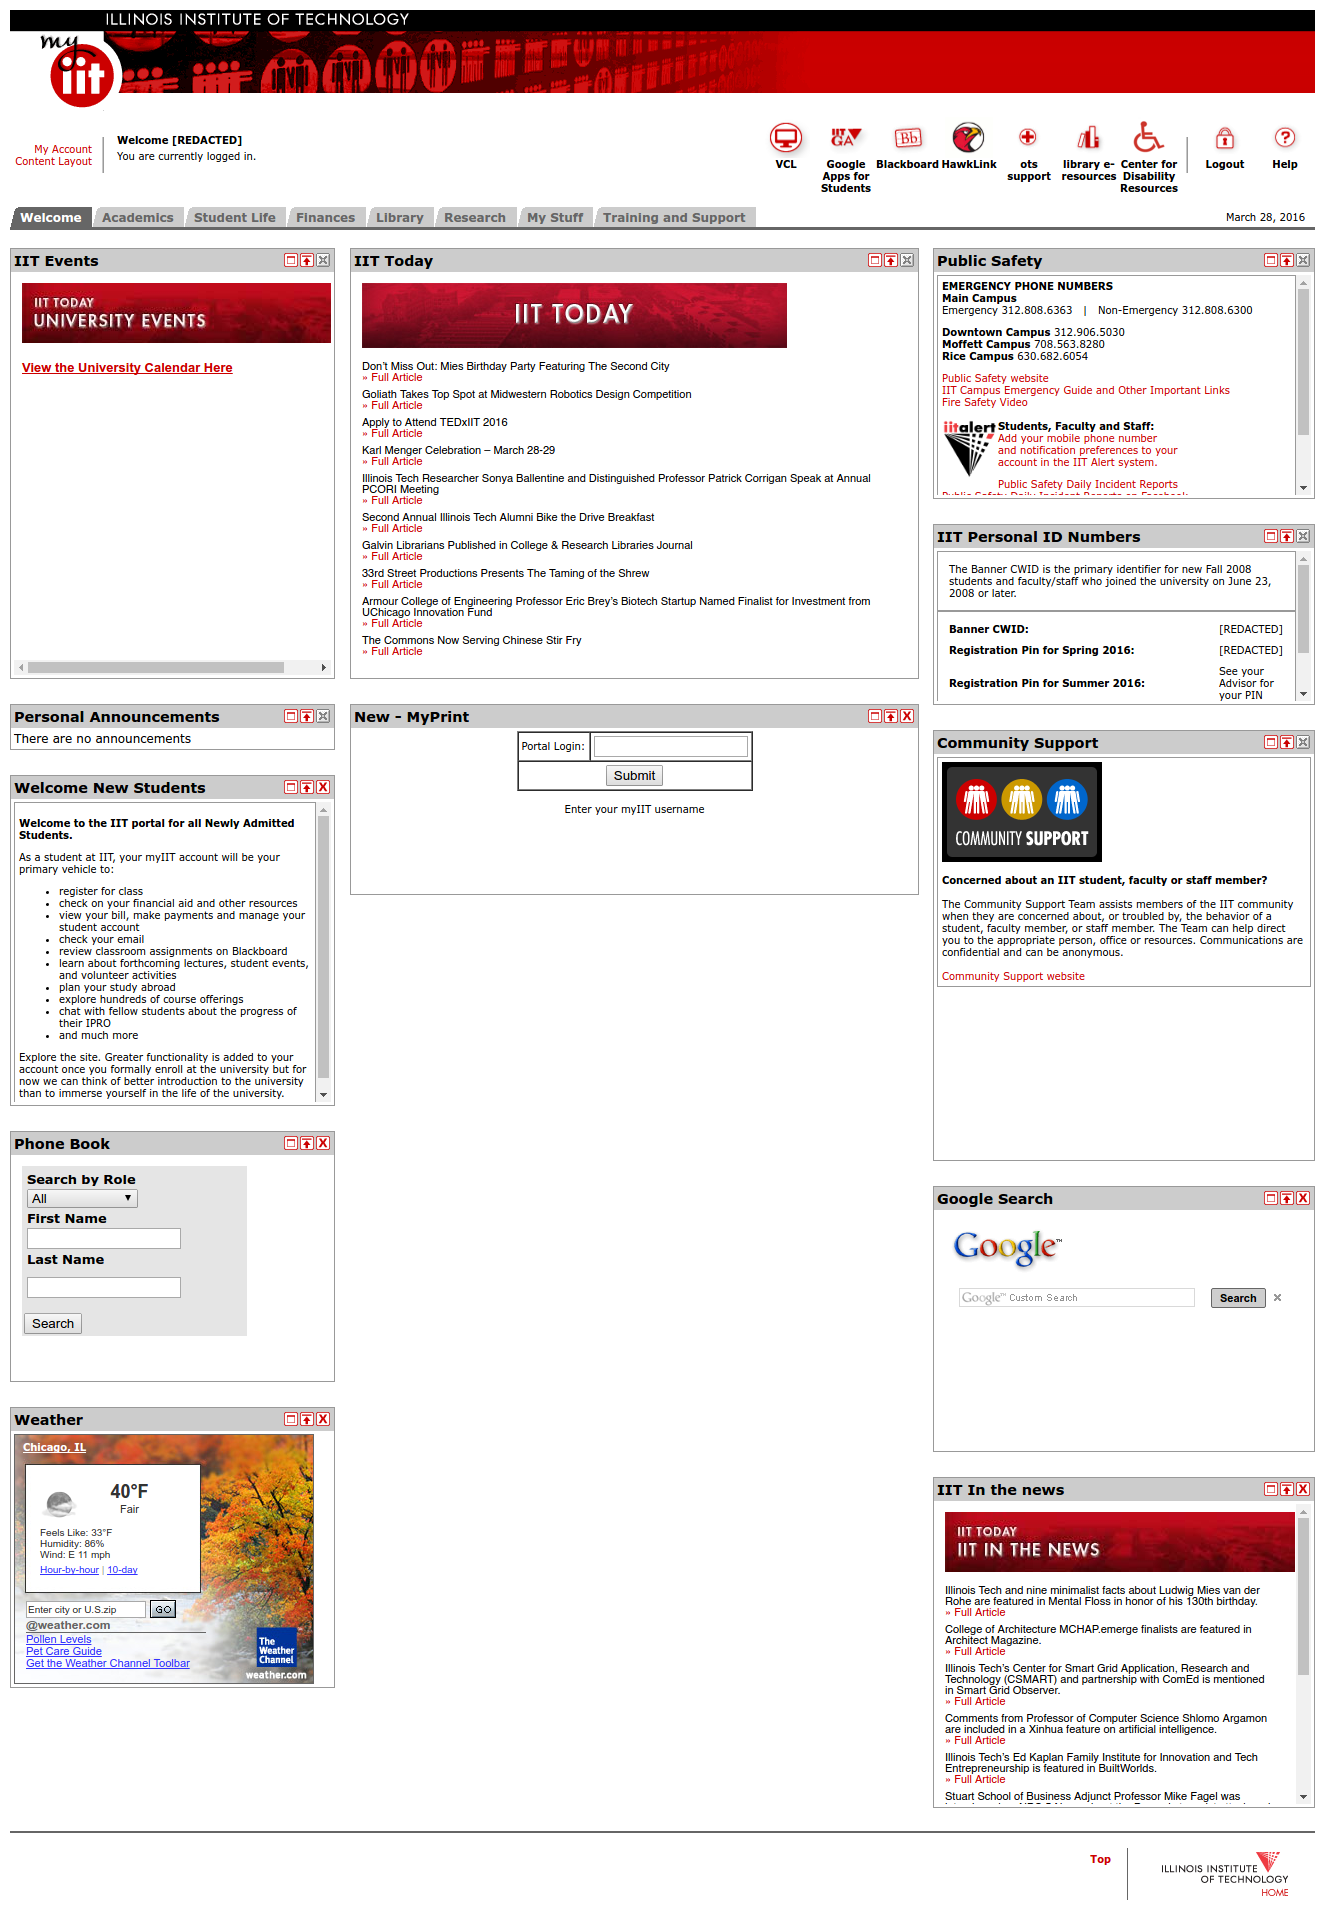 ILLINOIS INSTITUTE OF TECHNOLOGY
my
iit
My Account
Content Layout
Welcome [REDACTED]
You are currently logged in.
VCL
Google Apps for Students
Blackboard
HawkLink
ots support
library e-resources
Center for Disability Resources
Logout
Help
Welcome
Academics
Student Life
Finances
Library
Research
My Stuff
Training and Support
March 28, 2016
IIT Events
IIT TODAY
UNIVERSITY EVENTS
View the University Calendar Here
Personal Announcements
There are no announcements
Welcome New Students
Welcome to the IIT portal for all Newly Admitted
Students.
As a student at IIT, your myIIT account will be your
primary vehicle to:
• register for class
• check on your financial aid and other resources
• view your bill, make payments and manage your
student account
• check your email
• review classroom assignments on Blackboard
• learn about forthcoming lectures, student events,
and volunteer activities
• plan your study abroad
• explore hundreds of course offerings
• chat with fellow students about the progress of
their IPRO
• and much more
Explore the site. Greater functionality is added to your
account once you formally enroll at the university but for
now we can think of better introduction to the university
than to immerse yourself in the life of the university.
Phone Book
Search by Role
All
First Name
Last Name
Search
Weather
Chicago, IL
40°F
Fair
Feels Like: 33°F
Humidity: 86%
Wind: E 11 mph
Hour-by-hour | 10-day
Enter city or U.S.zip GO
@weather.com
Pollen Levels
Pet Care Guide
Get the Weather Channel Toolbar
The
Weather
Channel
weather.com
IIT Today
IIT TODAY
Don't Miss Out: Mies Birthday Party Featuring The Second City
» Full Article
Goliath Takes Top Spot at Midwestern Robotics Design Competition
» Full Article
Apply to Attend TEDxIIT 2016
» Full Article
Karl Menger Celebration – March 28-29
» Full Article
Illinois Tech Researcher Sonya Ballentine and Distinguished Professor Patrick Corrigan Speak at Annual
PCORI Meeting
» Full Article
Second Annual Illinois Tech Alumni Bike the Drive Breakfast
» Full Article
Galvin Librarians Published in College & Research Libraries Journal
» Full Article
33rd Street Productions Presents The Taming of the Shrew
» Full Article
Armour College of Engineering Professor Eric Brey's Biotech Startup Named Finalist for Investment from
UChicago Innovation Fund
» Full Article
The Commons Now Serving Chinese Stir Fry
» Full Article
New - MyPrint
Portal Login:
Submit
Enter your myIIT username
Public Safety
EMERGENCY PHONE NUMBERS
Main Campus
Emergency 312.808.6363 | Non-Emergency 312.808.6300
Downtown Campus 312.906.5030
Moffett Campus 708.563.8280
Rice Campus 630.682.6054
Public Safety website
IIT Campus Emergency Guide and Other Important Links
Fire Safety Video
iitalert
Students, Faculty and Staff:
Add your mobile phone number
and notification preferences to your
account in the IIT Alert system.
Public Safety Daily Incident Reports
Public Safety Daily Incident Reports on Facebook
IIT Personal ID Numbers
The Banner CWID is the primary identifier for new Fall 2008
students and faculty/staff who joined the university on June 23,
2008 or later.
Banner CWID: [REDACTED]
Registration Pin for Spring 2016: [REDACTED]
Registration Pin for Summer 2016: See your Advisor for your PIN
Community Support
COMMUNITY SUPPORT
Concerned about an IIT student, faculty or staff member?
The Community Support Team assists members of the IIT community
when they are concerned about, or troubled by, the behavior of a
student, faculty member, or staff member. The Team can help direct
you to the appropriate person, office or resources. Communications are
confidential and can be anonymous.
Community Support website
Google Search
Google™
Google™ Custom Search
Search
IIT In the news
IIT TODAY
IIT IN THE NEWS
Illinois Tech and nine minimalist facts about Ludwig Mies van der
Rohe are featured in Mental Floss in honor of his 130th birthday.
» Full Article
College of Architecture MCHAP.emerge finalists are featured in
Architect Magazine.
» Full Article
Illinois Tech's Center for Smart Grid Application, Research and
Technology (CSMART) and partnership with ComEd is mentioned
in Smart Grid Observer.
» Full Article
Comments from Professor of Computer Science Shlomo Argamon
are included in a Xinhua feature on artificial intelligence.
» Full Article
Illinois Tech's Ed Kaplan Family Institute for Innovation and Tech
Entrepreneurship is featured in BuiltWorlds.
» Full Article
Stuart School of Business Adjunct Professor Mike Fagel was
Top
ILLINOIS INSTITUTE
OF TECHNOLOGY
HOME